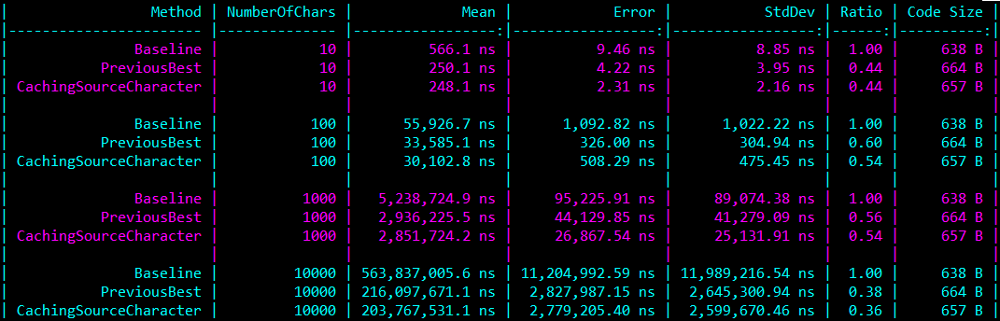 | Method | NumberOfChars | Mean | Error | StdDev | Ratio | Code Size |
|---------------------- |-------------- |-----------------:|-----------------:|-----------------:|------:|----------:|
| Baseline | 10 | 566.1 ns | 9.46 ns | 8.85 ns | 1.00 | 638 B |
| PreviousBest | 10 | 250.1 ns | 4.22 ns | 3.95 ns | 0.44 | 664 B |
| CachingSourceCharacter | 10 | 248.1 ns | 2.31 ns | 2.16 ns | 0.44 | 657 B |
| | | | | | | |
| Baseline | 100 | 55,926.7 ns | 1,092.82 ns | 1,022.22 ns | 1.00 | 638 B |
| PreviousBest | 100 | 33,585.1 ns | 326.00 ns | 304.94 ns | 0.60 | 664 B |
| CachingSourceCharacter | 100 | 30,102.8 ns | 508.29 ns | 475.45 ns | 0.54 | 657 B |
| | | | | | | |
| Baseline | 1000 | 5,238,724.9 ns | 95,225.91 ns | 89,074.38 ns | 1.00 | 638 B |
| PreviousBest | 1000 | 2,936,225.5 ns | 44,129.85 ns | 41,279.09 ns | 0.56 | 664 B |
| CachingSourceCharacter | 1000 | 2,851,724.2 ns | 26,867.54 ns | 25,131.91 ns | 0.54 | 657 B |
| | | | | | | |
| Baseline | 10000 | 563,837,005.6 ns | 11,204,992.59 ns | 11,989,216.54 ns | 1.00 | 638 B |
| PreviousBest | 10000 | 216,097,671.1 ns | 2,827,987.15 ns | 2,645,300.94 ns | 0.38 | 664 B |
| CachingSourceCharacter | 10000 | 203,767,531.1 ns | 2,779,205.40 ns | 2,599,670.46 ns | 0.36 | 657 B |